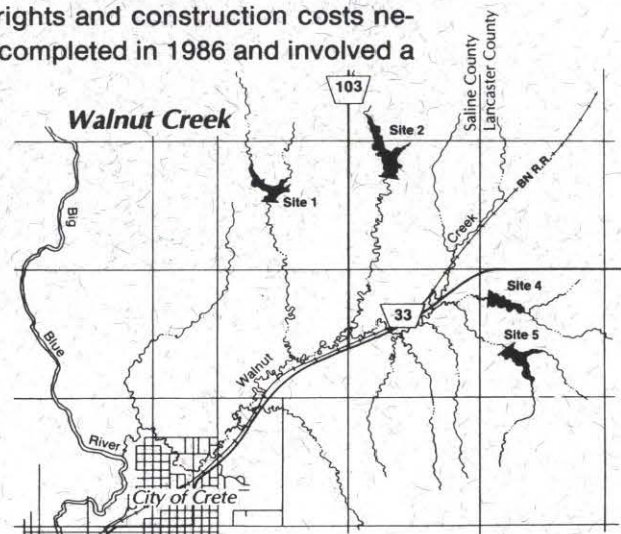 rights and construction costs ne-
completed in 1986 and involved a
Walnut Creek
103
Saline County
Lancaster County
Site 2
Site 1
BN R.R.
Big
Creek
Site 4
33
Site 5
Blue
Walnut
River
City of Crete